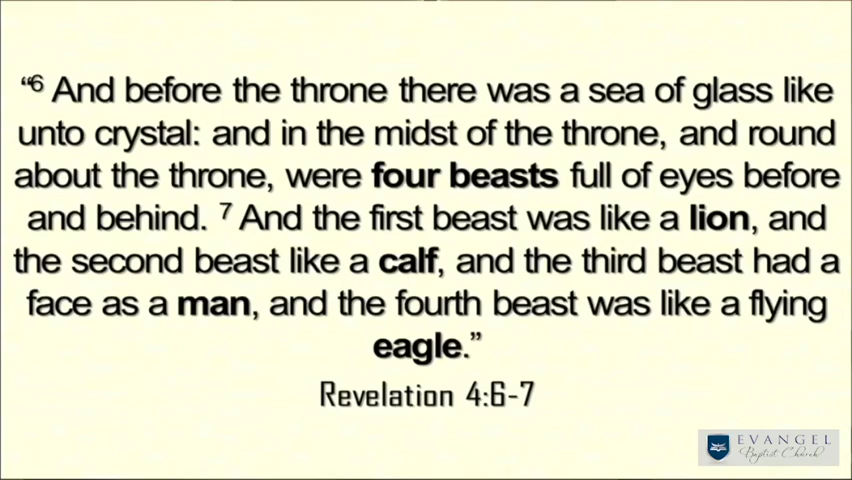 “6 And before the throne there was a sea of glass like
unto crystal: and in the midst of the throne, and round
about the throne, were four beasts full of eyes before
and behind. 7 And the first beast was like a lion, and
the second beast like a calf, and the third beast had a
face as a man, and the fourth beast was like a flying
eagle.”
Revelation 4:6-7
EVANGEL
Baptist Church